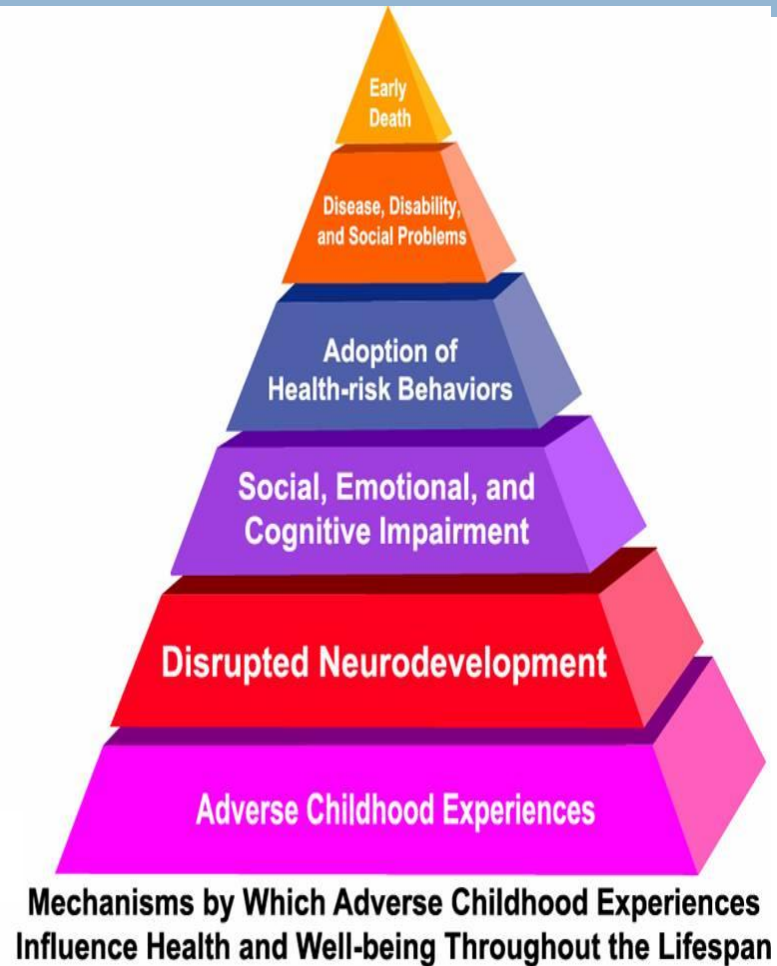 Early
Death
Disease, Disability,
and Social Problems
Adoption of
Health-risk Behaviors
Social, Emotional, and
Cognitive Impairment
Disrupted Neurodevelopment
Adverse Childhood Experiences
Mechanisms by Which Adverse Childhood Experiences
Influence Health and Well-being Throughout the Lifespan